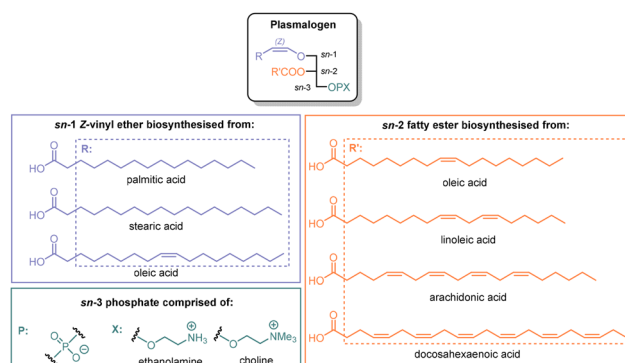 Plasmalogen
(Z)
R
O
sn-1
R'COO
sn-2
sn-3
OPX
sn-1 Z-vinyl ether biosynthesised from:
R:
O
HO
palmitic acid
O
HO
stearic acid
O
HO
oleic acid
sn-3 phosphate comprised of:
P:
O
P
O
X:
O
NH3
ethanolamine
O
NMe3
choline
sn-2 fatty ester biosynthesised from:
R':
O
HO
oleic acid
O
HO
linoleic acid
O
HO
arachidonic acid
O
HO
docosahexaenoic acid